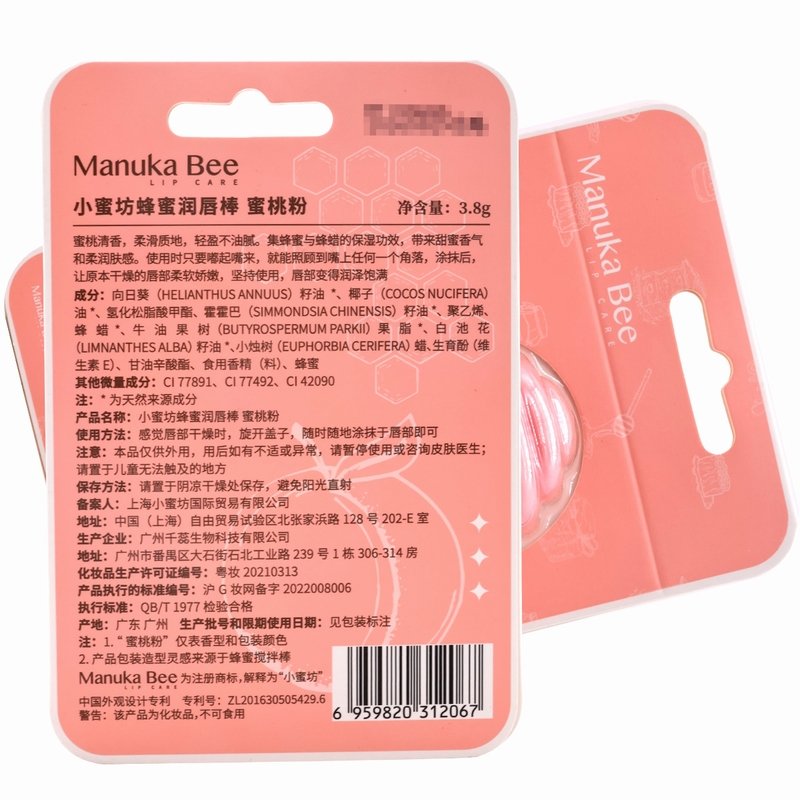 Manuka Bee
LIP CARE
小蜜坊蜂蜜润唇棒 蜜桃粉
净含量：3.8g
蜜桃清香，柔滑质地，轻盈不油腻。集蜂蜜与蜂蜡的保湿功效，带来甜蜜香气
和柔润肤感。使用时只要嘟起嘴来，就能照顾到嘴上任何一个角落，涂抹后，
让原本干燥的唇部柔软娇嫩，坚持使用，唇部变得润泽饱满
成分：向日葵（HELIANTHUS ANNUUS）籽油 *、椰子（COCOS NUCIFERA）
油 *、氢化松脂酸甲酯、霍霍巴（SIMMONDSIA CHINENSIS）籽油 *、聚乙烯、
蜂蜡 *、牛油果树（BUTYROSPERMUM PARKII）果脂 *、白池花
（LIMNANTHES ALBA）籽油 *、小烛树（EUPHORBIA CERIFERA）蜡、生育酚（维
生素 E）、甘油辛酸酯、食用香精（料）、蜂蜜
其他微量成分：CI 77891、CI 77492、CI 42090
注：* 为天然来源成分
产品名称：小蜜坊蜂蜜润唇棒 蜜桃粉
使用方法：感觉唇部干燥时，旋开盖子，随时随地涂抹于唇部即可
注意：本品仅供外用，用后如有不适或异常，请暂停使用或咨询皮肤医生；
请置于儿童无法触及的地方
保存方法：请置于阴凉干燥处保存，避免阳光直射
备案人：上海小蜜坊国际贸易有限公司
地址：中国（上海）自由贸易试验区北张家浜路 128 号 202-E 室
生产企业：广州千蕊生物科技有限公司
地址：广州市番禺区大石街石北工业路 239 号 1 栋 306-314 房
化妆品生产许可证编号：粤妆 20210313
产品执行的标准编号：沪 G 妆网备字 2022008006
执行标准：QB/T 1977 检验合格
产地：广东 广州 生产批号和限期使用日期：见包装标注
注：1. “ 蜜桃粉” 仅表香型和包装颜色
2. 产品包装造型灵感来源于蜂蜜搅拌棒
Manuka Bee 为注册商标，解释为“小蜜坊”
LIP CARE
中国外观设计专利 专利号：ZL201630505429.6
警告：该产品为化妆品，不可食用
6 959820 312067
Manuka Bee
LIP CARE